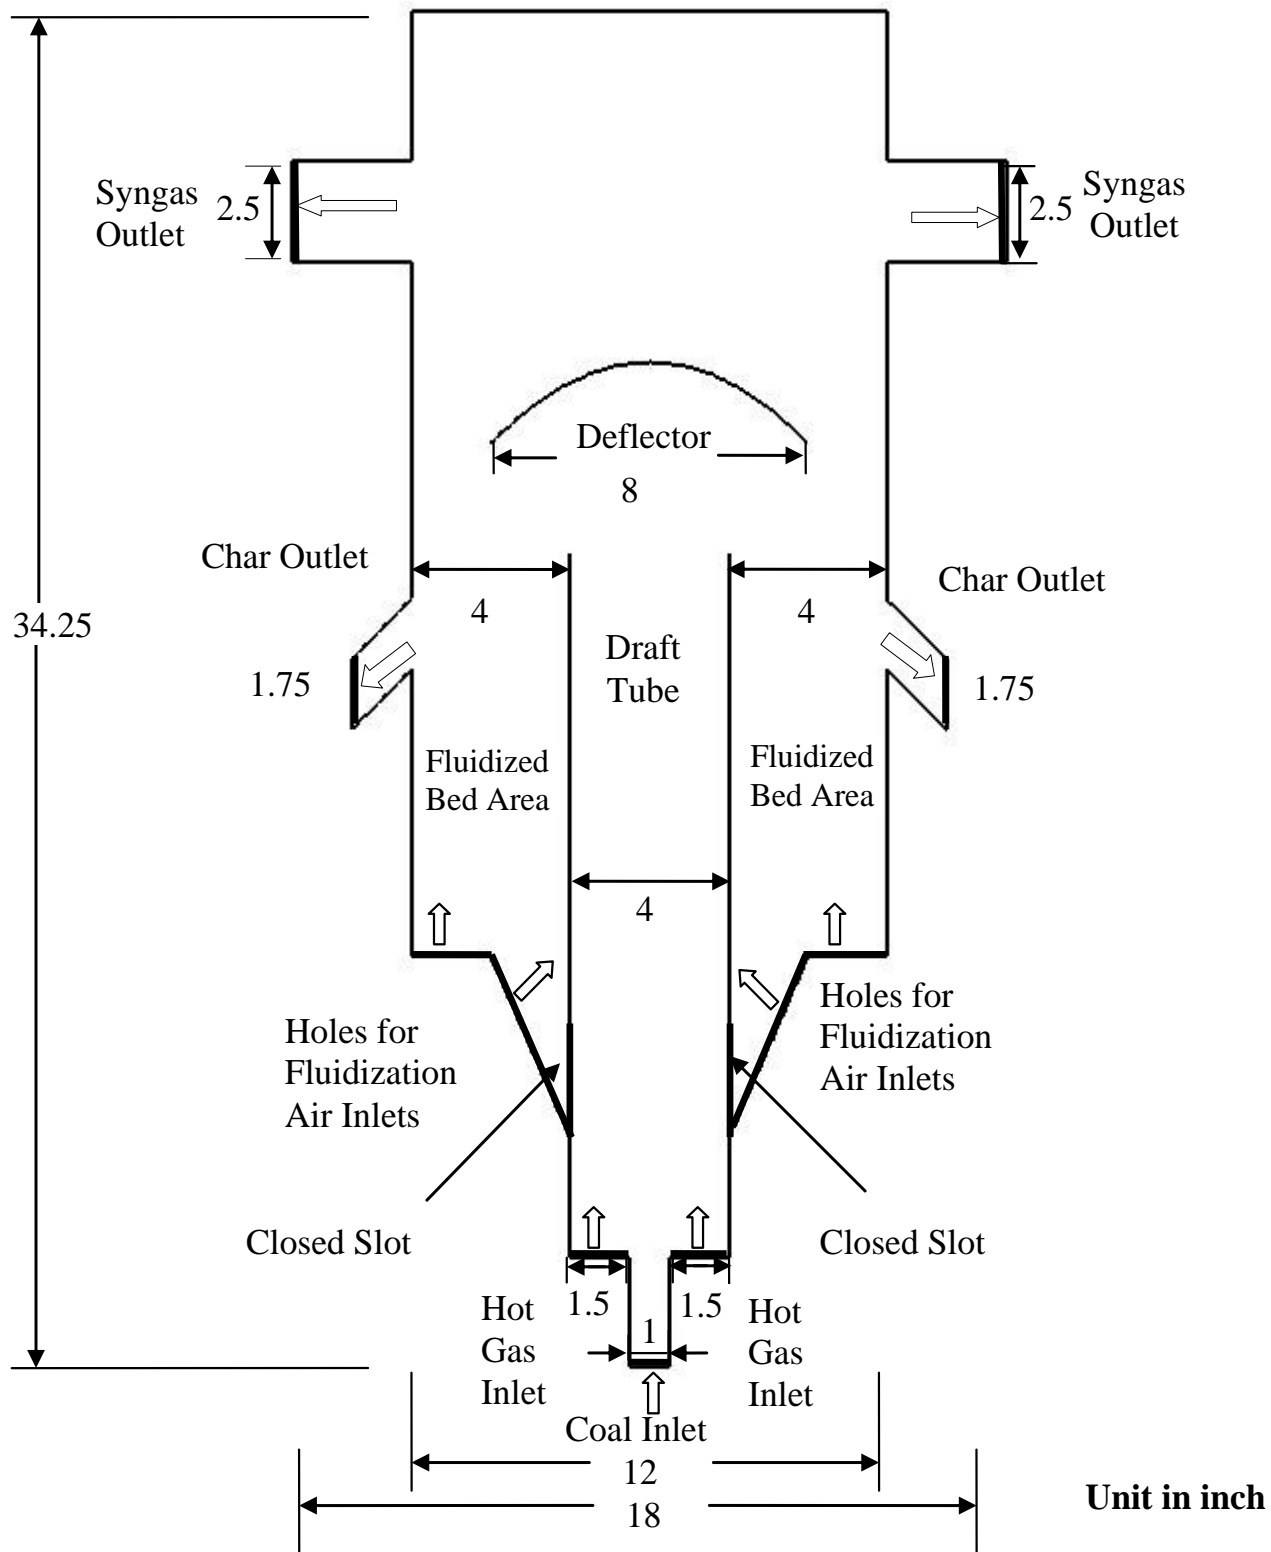 Syngas
Outlet
2.5
2.5
Syngas
Outlet
Deflector
8
Char Outlet
Char Outlet
4
4
34.25
Draft
Tube
1.75
1.75
Fluidized
Bed Area
Fluidized
Bed Area
4
Holes for
Fluidization
Air Inlets
Holes for
Fluidization
Air Inlets
Closed Slot
Closed Slot
1.5
1.5
Hot
Gas
Inlet
1
Hot
Gas
Inlet
Coal Inlet
12
18
Unit in inch